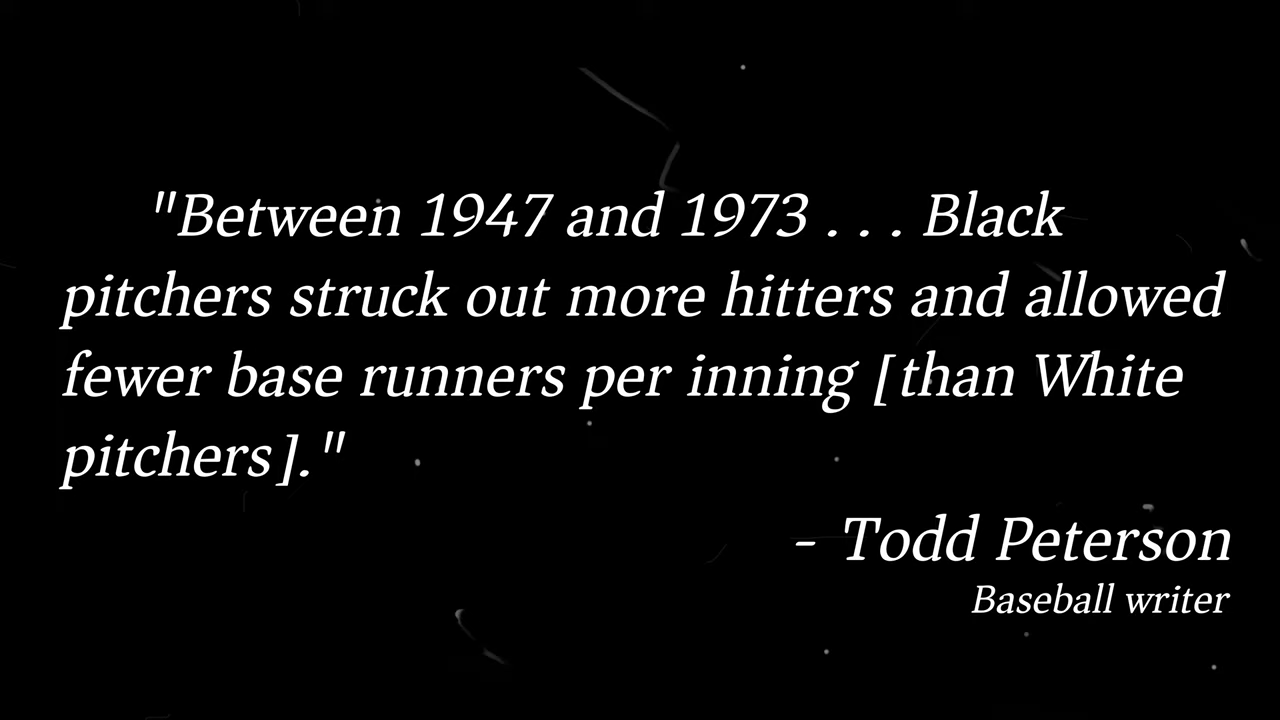 "Between 1947 and 1973 . . . Black
pitchers struck out more hitters and allowed
fewer base runners per inning [than White
pitchers]."
- Todd Peterson
Baseball writer